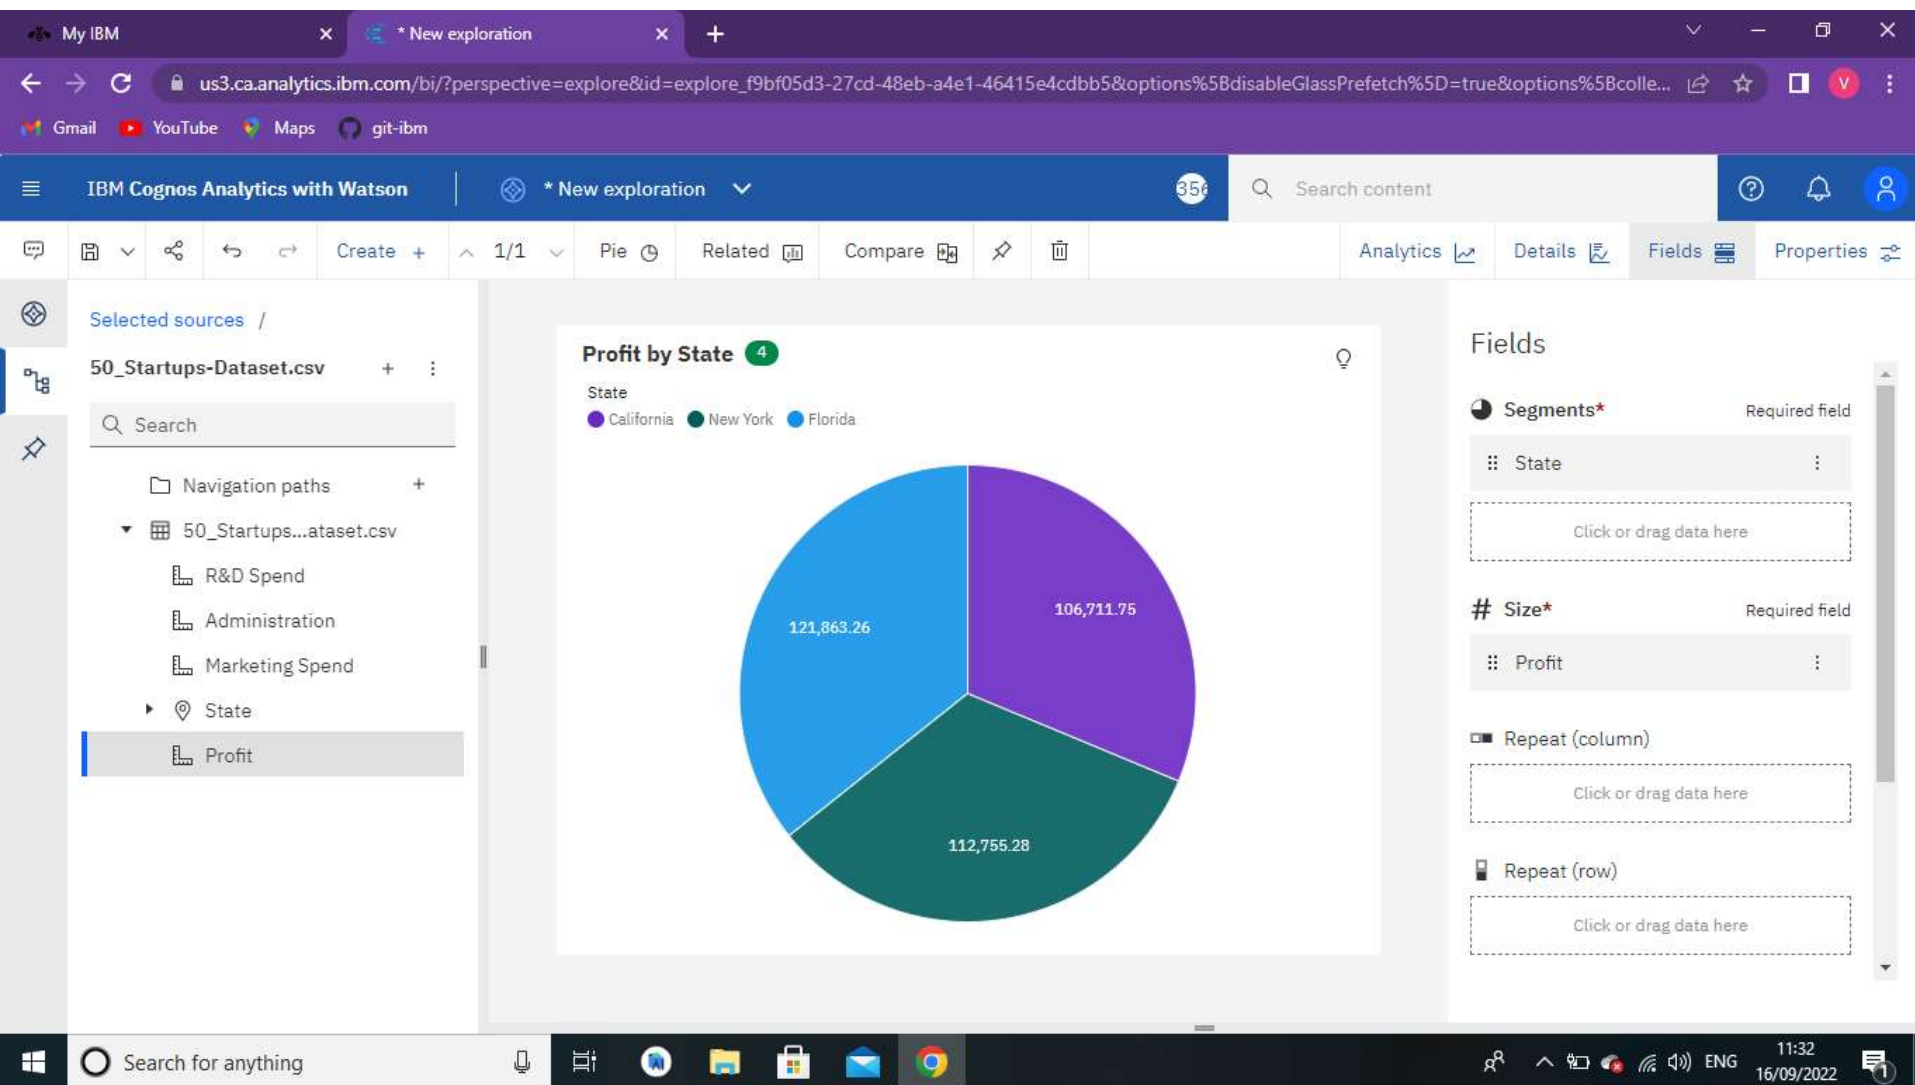 My IBM
* New exploration
us3.ca.analytics.ibm.com/bi/?perspective=explore&id=explore_f9bf05d3-27cd-48eb-a4e1-46415e4cdbb5&options%5BdisableGlassPrefetch%5D=true&options%5Bcolle...
V
Gmail YouTube Maps git-ibm
IBM Cognos Analytics with Watson
* New exploration
356
Search content
Create + 1/1 Pie Related Compare
Analytics Details Fields Properties
Selected sources /
50_Startups-Dataset.csv
Search
Navigation paths
50_Startups...ataset.csv
R&D Spend
Administration
Marketing Spend
State
Profit
Profit by State 4
State
California New York Florida
106,711.75
121,863.26
112,755.28
Fields
Segments* Required field
State
Click or drag data here
# Size* Required field
Profit
Repeat (column)
Click or drag data here
Repeat (row)
Click or drag data here
Search for anything
ENG
11:32
16/09/2022
1